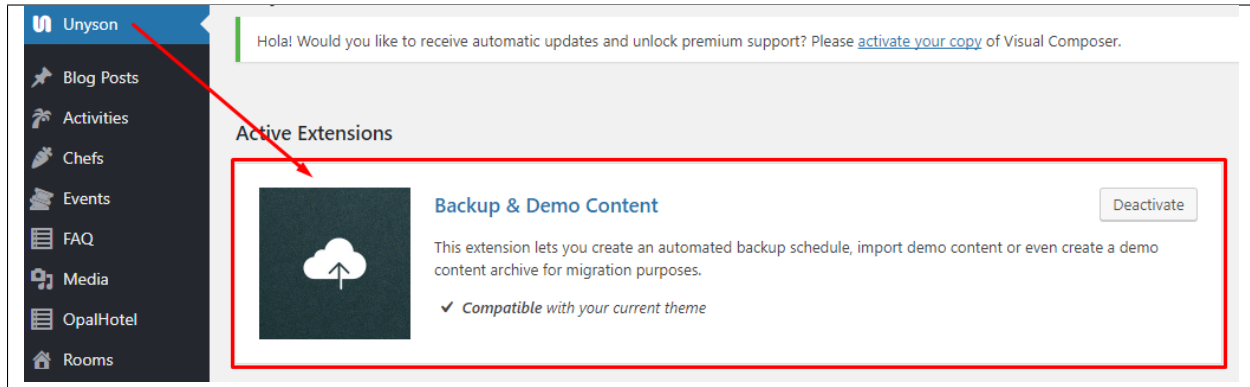 Unyson
Hola! Would you like to receive automatic updates and unlock premium support? Please activate your copy of Visual Composer.
Blog Posts
Activities
Chefs
Events
FAQ
Media
OpalHotel
Rooms
Active Extensions
Backup & Demo Content
Deactivate
This extension lets you create an automated backup schedule, import demo content or even create a demo
content archive for migration purposes.
✔ Compatible with your current theme